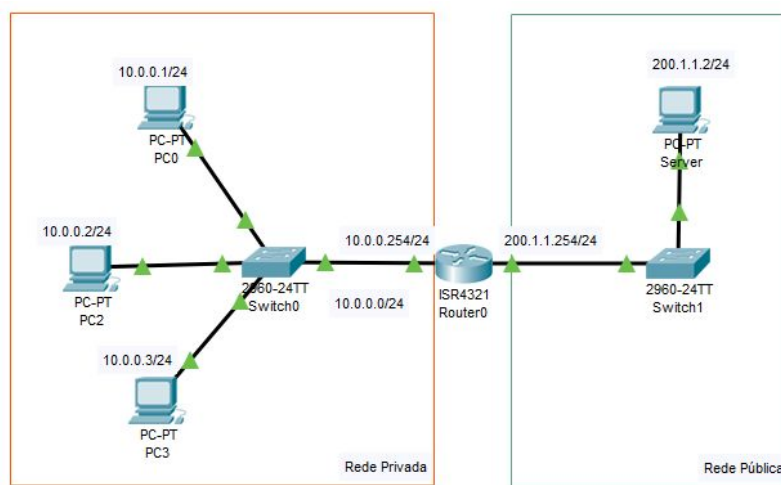 10.0.0.1/24
PC-PT
PC0
10.0.0.2/24
PC-PT
PC2
10.0.0.3/24
PC-PT
PC3
2960-24TT
Switch0
10.0.0.254/24
10.0.0.0/24
ISR4321
Router0
Rede Privada
200.1.1.2/24
PC-PT
Server
200.1.1.254/24
2960-24TT
Switch1
Rede Pública